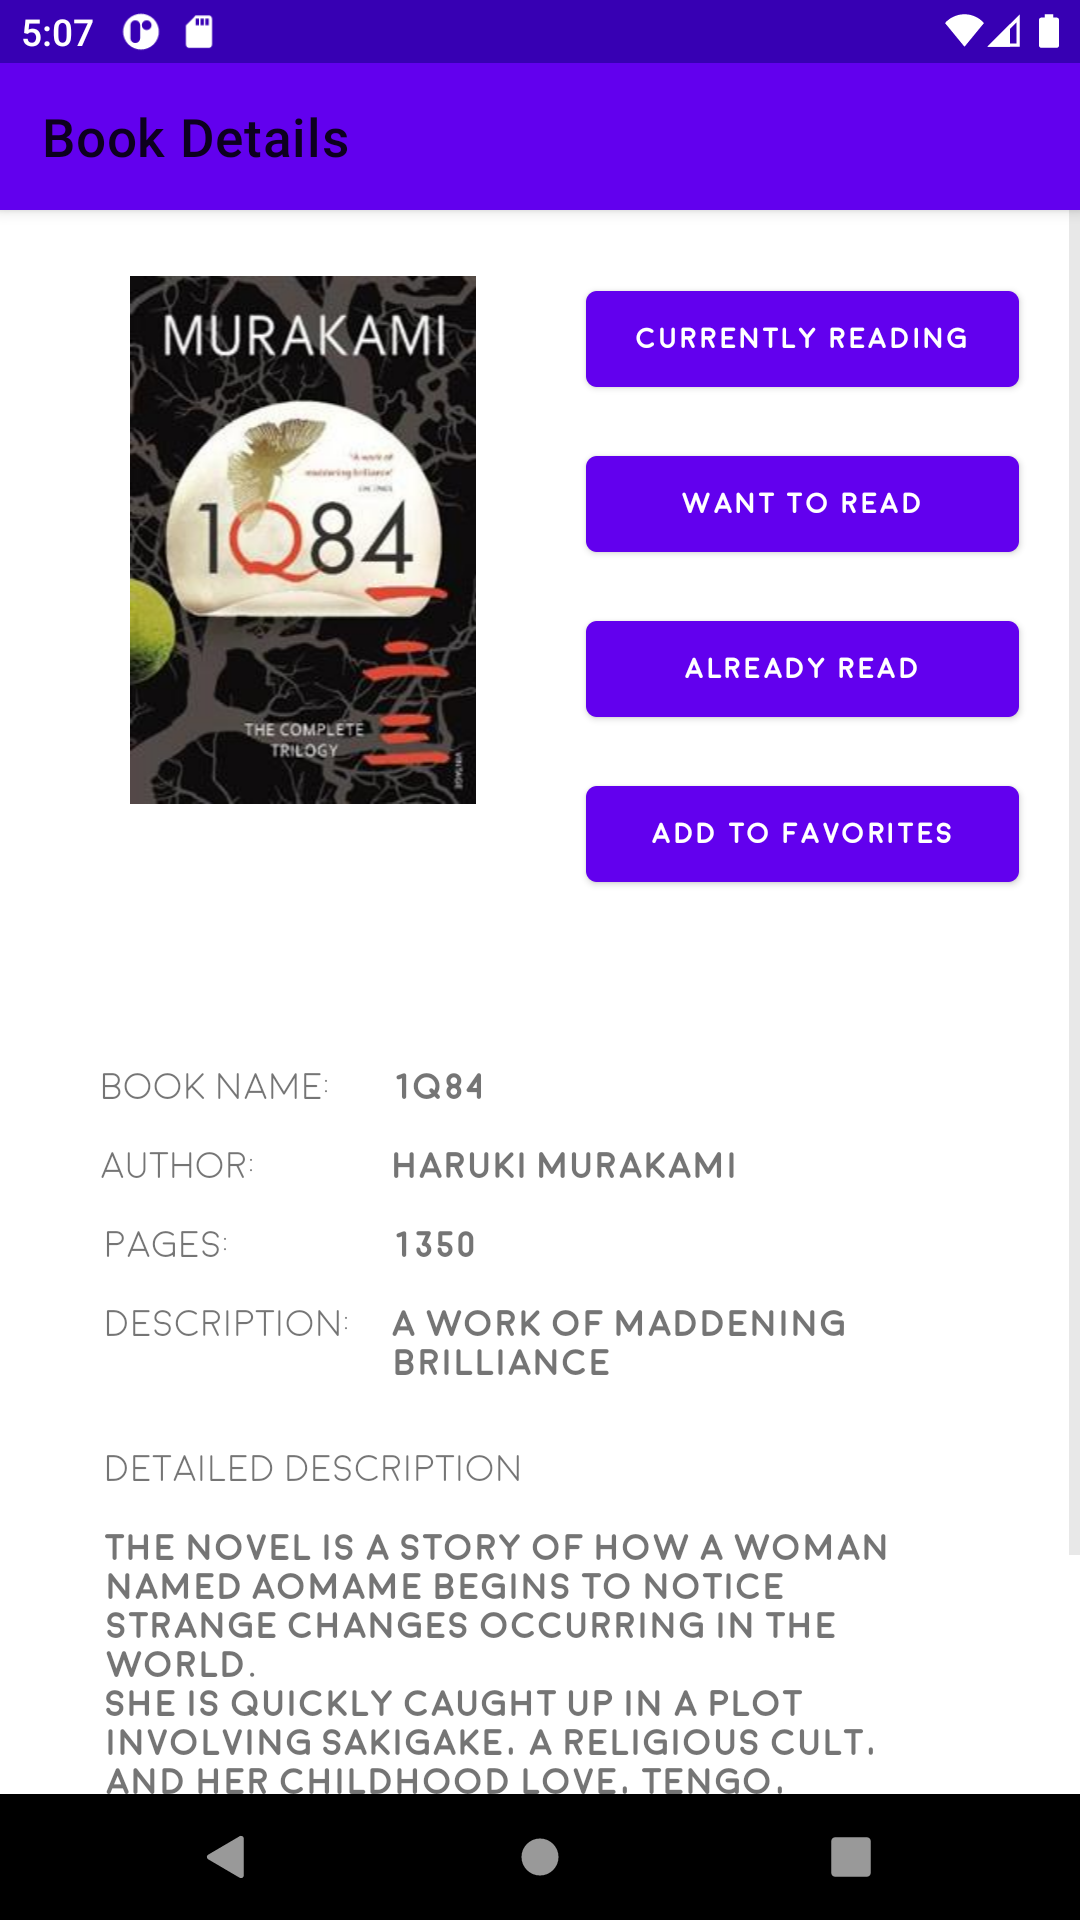 5:07
Book Details
MURAKAMI
"A work of
maddening brilliance"
1Q84
THE COMPLETE
TRILOGY
VINTAGE
CURRENTLY READING
WANT TO READ
ALREADY READ
ADD TO FAVORITES
BOOK NAME: 1Q84
AUTHOR: HARUKI MURAKAMI
PAGES: 1350
DESCRIPTION: A WORK OF MADDENING
BRILLIANCE
DETAILED DESCRIPTION
THE NOVEL IS A STORY OF HOW A WOMAN
NAMED AOMAME BEGINS TO NOTICE
STRANGE CHANGES OCCURRING IN THE
WORLD.
SHE IS QUICKLY CAUGHT UP IN A PLOT
INVOLVING SAKIGAKE, A RELIGIOUS CULT,
AND HER CHILDHOOD LOVE, TENGO,